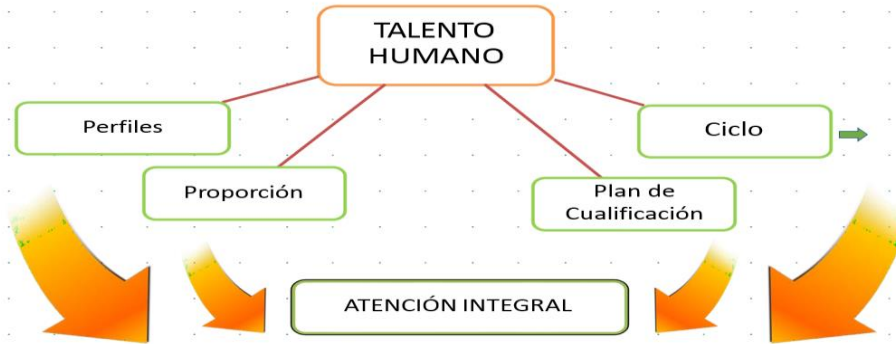 TALENTO
HUMANO
Perfiles
Ciclo
Proporción
Plan de
Cualificación
ATENCIÓN INTEGRAL